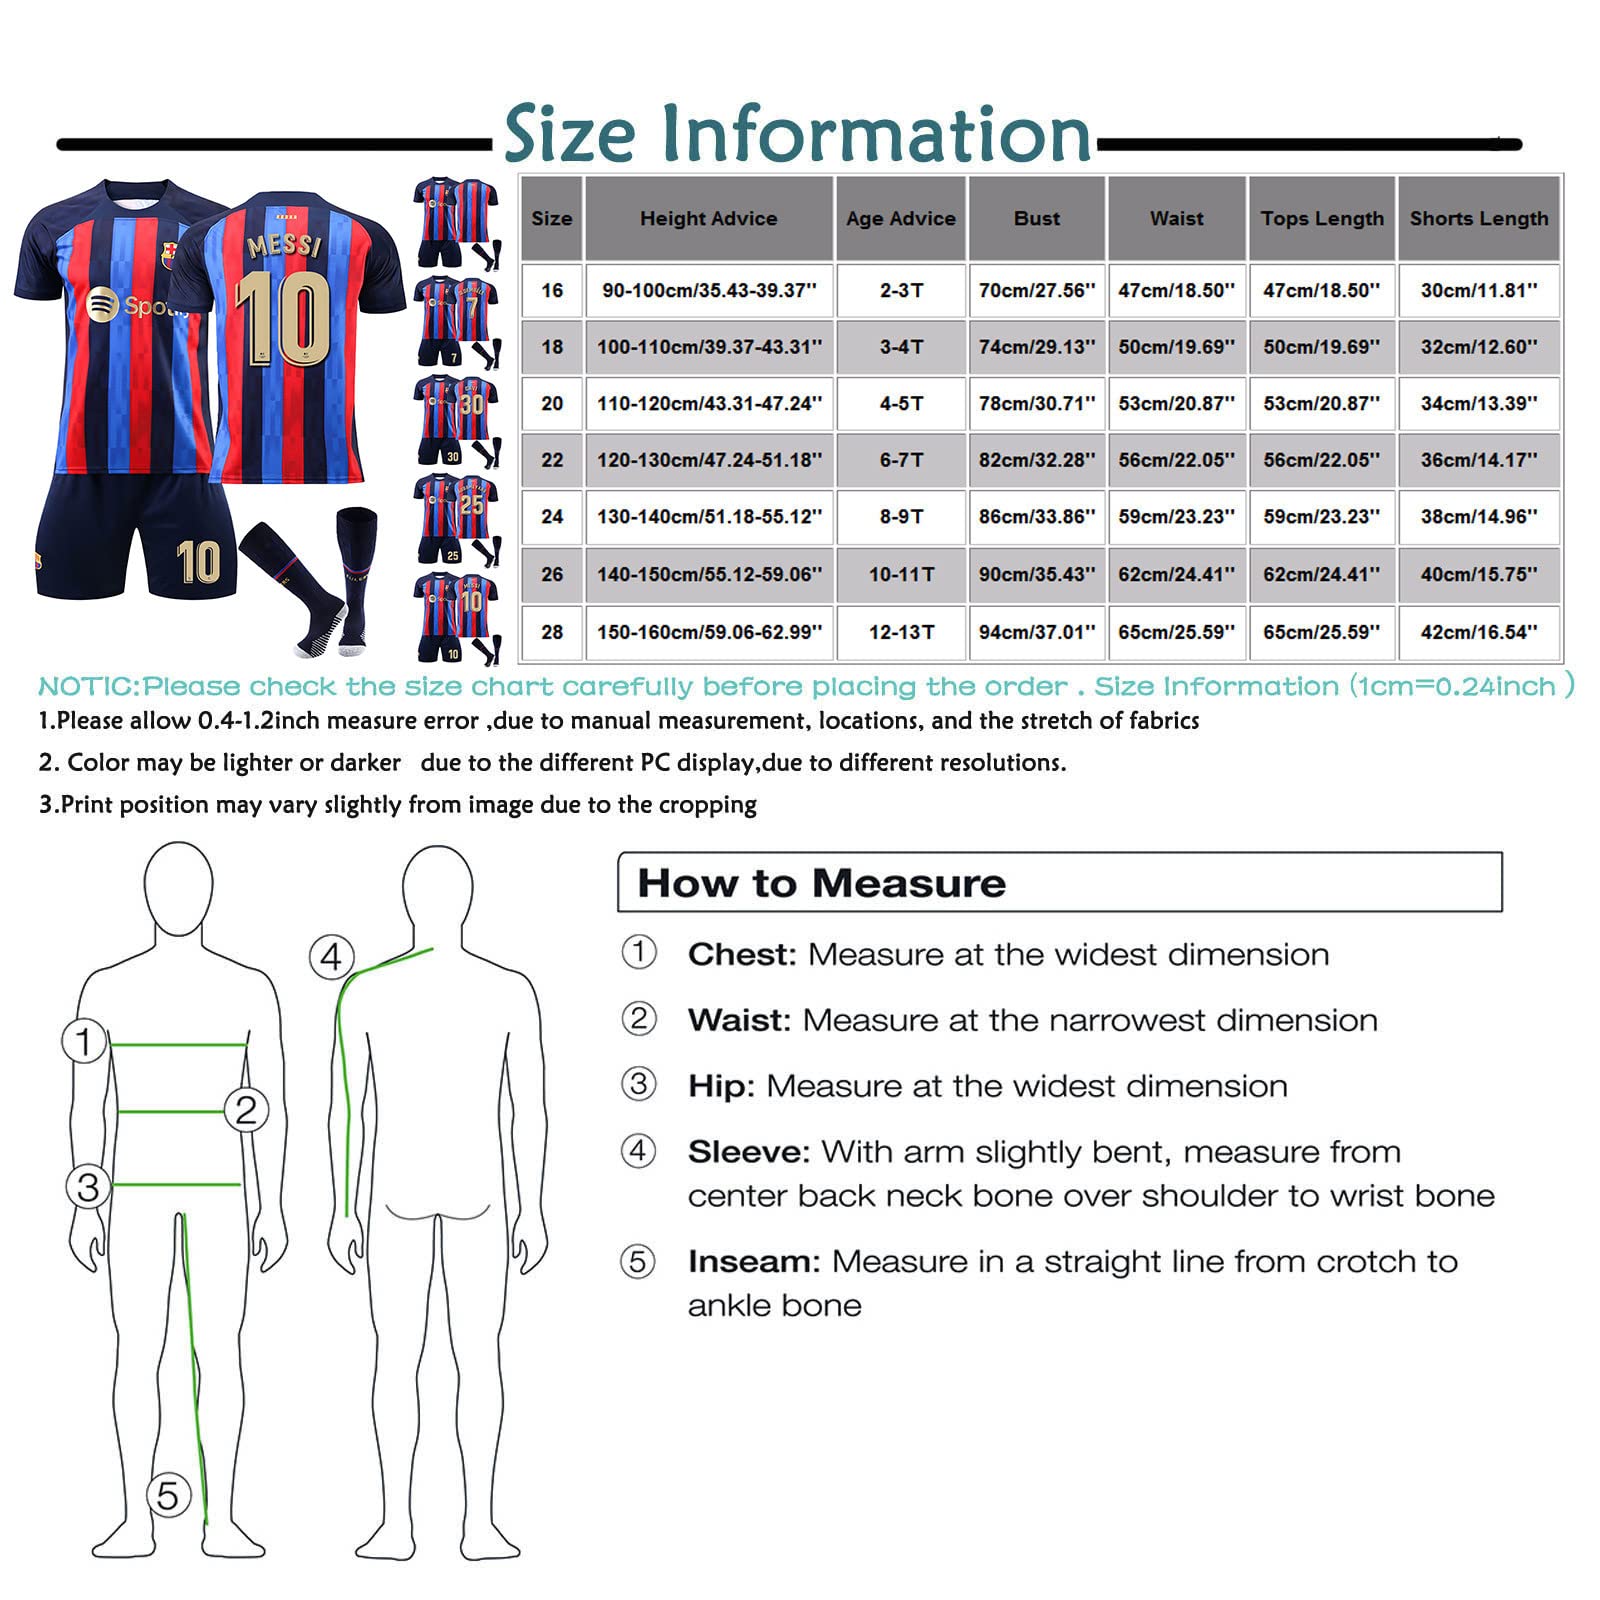 Size Information
MESSI
10
Spotify
10
7
7
30
30
25
25
MESSI
10
10
Size Height Advice Age Advice Bust Waist Tops Length Shorts Length
16 90-100cm/35.43-39.37'' 2-3T 70cm/27.56'' 47cm/18.50'' 47cm/18.50'' 30cm/11.81''
18 100-110cm/39.37-43.31'' 3-4T 74cm/29.13'' 50cm/19.69'' 50cm/19.69'' 32cm/12.60''
20 110-120cm/43.31-47.24'' 4-5T 78cm/30.71'' 53cm/20.87'' 53cm/20.87'' 34cm/13.39''
22 120-130cm/47.24-51.18'' 6-7T 82cm/32.28'' 56cm/22.05'' 56cm/22.05'' 36cm/14.17''
24 130-140cm/51.18-55.12'' 8-9T 86cm/33.86'' 59cm/23.23'' 59cm/23.23'' 38cm/14.96''
26 140-150cm/55.12-59.06'' 10-11T 90cm/35.43'' 62cm/24.41'' 62cm/24.41'' 40cm/15.75''
28 150-160cm/59.06-62.99'' 12-13T 94cm/37.01'' 65cm/25.59'' 65cm/25.59'' 42cm/16.54''
NOTIC:Please check the size chart carefully before placing the order . Size Information (1cm=0.24inch )
1.Please allow 0.4-1.2inch measure error ,due to manual measurement, locations, and the stretch of fabrics
2. Color may be lighter or darker due to the different PC display,due to different resolutions.
3.Print position may vary slightly from image due to the cropping
1
2
3
5
4
How to Measure
1 Chest: Measure at the widest dimension
2 Waist: Measure at the narrowest dimension
3 Hip: Measure at the widest dimension
4 Sleeve: With arm slightly bent, measure from
center back neck bone over shoulder to wrist bone
5 Inseam: Measure in a straight line from crotch to
ankle bone